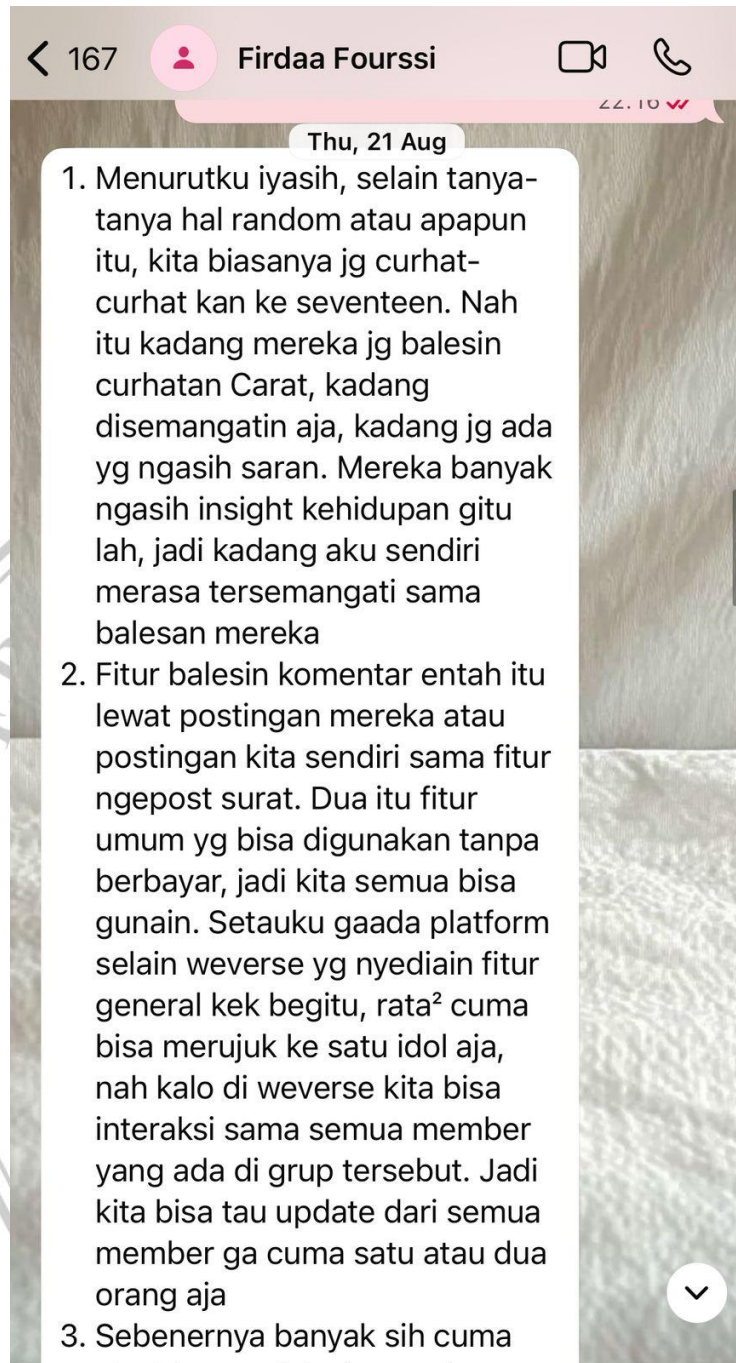 167
Firdaa Fourssi
22.16
Thu, 21 Aug
1. Menurutku iyasih, selain tanya-
tanya hal random atau apapun
itu, kita biasanya jg curhat-
curhat kan ke seventeen. Nah
itu kadang mereka jg balesin
curhatan Carat, kadang
disemangatin aja, kadang jg ada
yg ngasih saran. Mereka banyak
ngasih insight kehidupan gitu
lah, jadi kadang aku sendiri
merasa tersemangati sama
balesan mereka
2. Fitur balesin komentar entah itu
lewat postingan mereka atau
postingan kita sendiri sama fitur
ngepost surat. Dua itu fitur
umum yg bisa digunakan tanpa
berbayar, jadi kita semua bisa
gunain. Setauku gaada platform
selain weverse yg nyediain fitur
general kek begitu, rata² cuma
bisa merujuk ke satu idol aja,
nah kalo di weverse kita bisa
interaksi sama semua member
yang ada di grup tersebut. Jadi
kita bisa tau update dari semua
member ga cuma satu atau dua
orang aja
3. Sebenernya banyak sih cuma